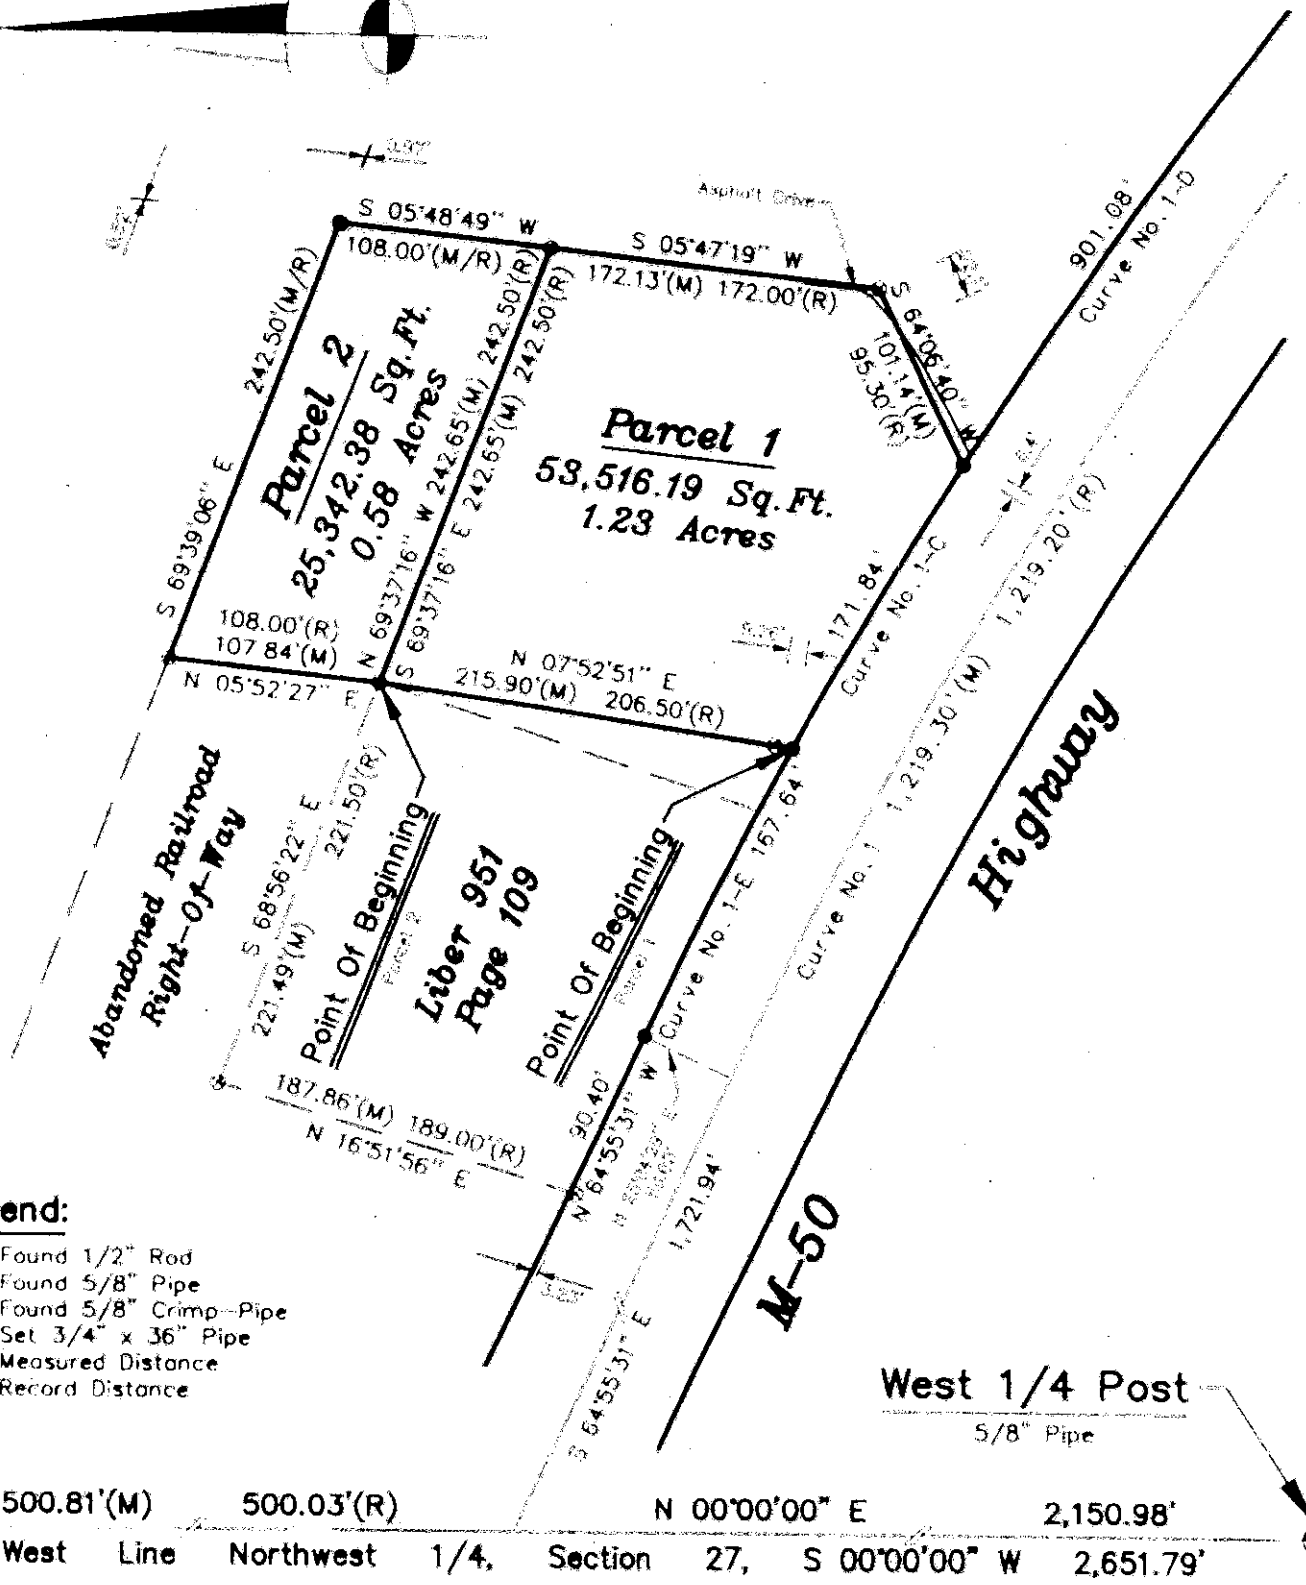 0.97'
Asphalt Drive
S 05°48'49" W
108.00'(M/R)
S 05°47'19" W
172.13'(M) 172.00'(R)
S 64°06'40" W
101.14'(M)
95.30'(R)
901.08'
Curve No. 1-D
242.50'(M/R)
S 69°39'06" E
Parcel 2
25,342.38 Sq.Ft.
0.58 Acres
N 69°37'16" W 242.65'(M) 242.50'(R)
S 69°37'16" E 242.65'(M) 242.50'(R)
Parcel 1
53,516.19 Sq.Ft.
1.23 Acres
171.84'
Curve No. 1-C
108.00'(R)
107.84'(M)
N 05°52'27" E
N 07°52'51" E
215.90'(M) 206.50'(R)
Curve No. 1 1,219.30'(M) 1,219.20'(R)
Highway
M-50
Abandoned Railroad
Right-Of-Way
S 68°56'22" E
221.49'(M) 221.50'(R)
Point Of Beginning
Parcel 2
Liber 951
Page 109
Point Of Beginning
Parcel 1
Curve No. 1-E 167.64'
187.86'(M) 189.00'(R)
N 16°51'56" E
90.40'
N 64°55'31" W
1,721.94'
S 64°55'31" E
3.23'
end:
Found 1/2" Rod
Found 5/8" Pipe
Found 5/8" Crimp-Pipe
Set 3/4" x 36" Pipe
Measured Distance
Record Distance
West 1/4 Post
5/8" Pipe
500.81'(M) 500.03'(R) N 00°00'00" E 2,150.98'
West Line Northwest 1/4, Section 27, S 00°00'00" W 2,651.79'